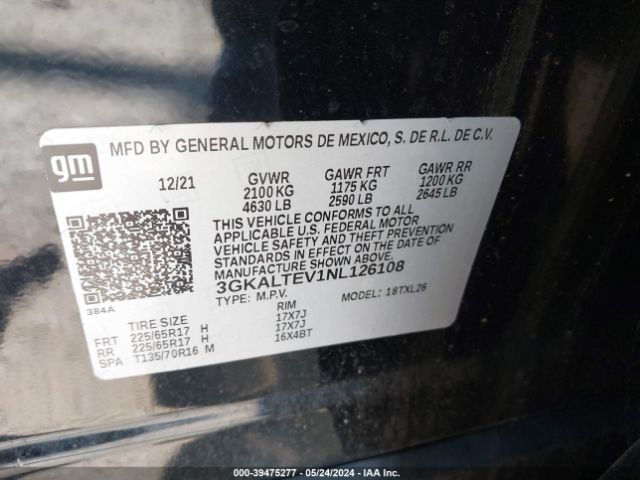 gm
MFD BY GENERAL MOTORS DE MEXICO, S. DE R.L. DE C.V.
12/21 GVWR GAWR FRT GAWR RR
2100 KG 1175 KG 1200 KG
4630 LB 2590 LB 2645 LB
THIS VEHICLE CONFORMS TO ALL
APPLICABLE U.S. FEDERAL MOTOR
VEHICLE SAFETY AND THEFT PREVENTION
STANDARDS IN EFFECT ON THE DATE OF
MANUFACTURE SHOWN ABOVE.
3GKALTEV1NL126108
384A TYPE: M.P.V. MODEL: 18TXL26
TIRE SIZE RIM
FRT 225/65R17 H 17X7J
RR 225/65R17 H 17X7J
SPA T135/70R16 M 16X4BT
000-39475277 - 05/24/2024 - IAA Inc.